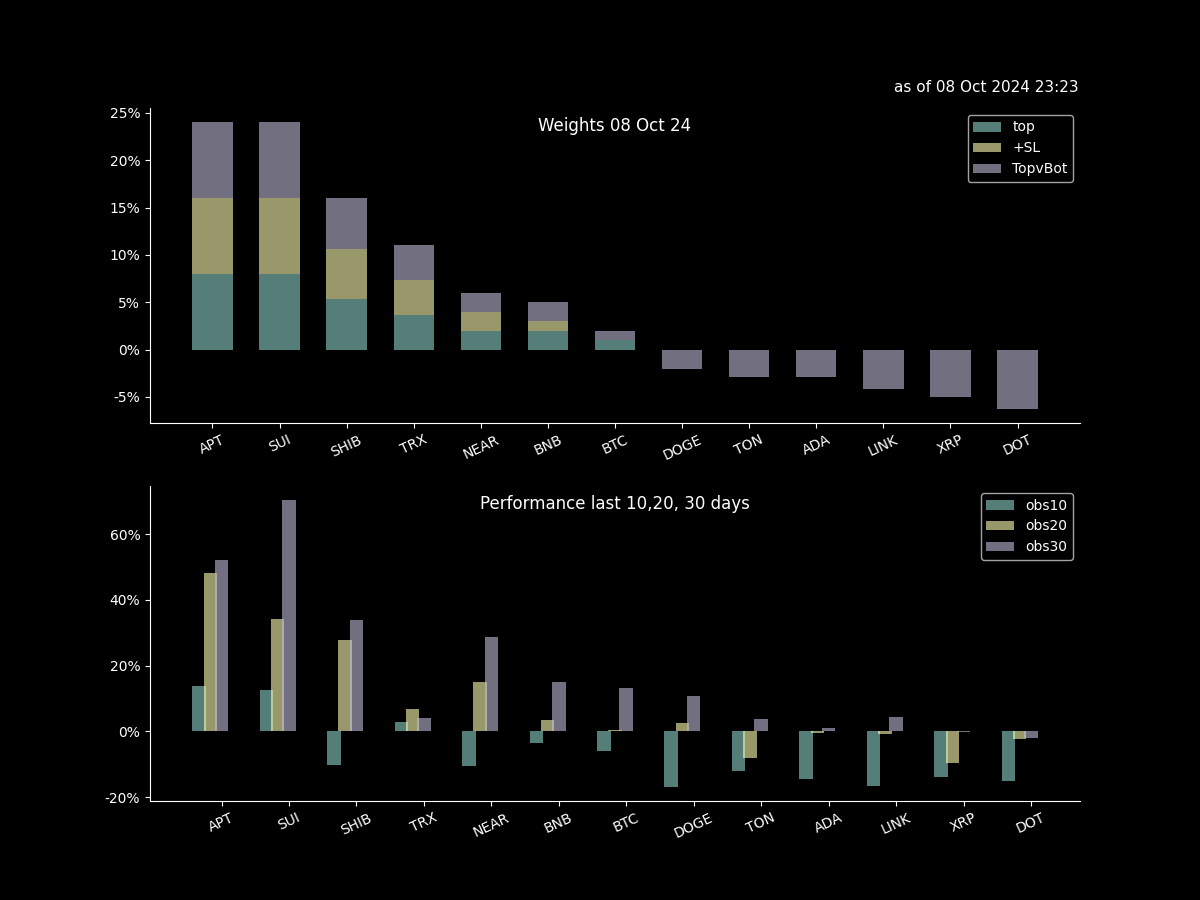 as of 08 Oct 2024 23:23
Weights 08 Oct 24
top
+SL
TopvBot
25%
20%
15%
10%
5%
0%
-5%
APT SUI SHIB TRX NEAR BNB BTC DOGE TON ADA LINK XRP DOT
Performance last 10,20, 30 days
obs10
obs20
obs30
60%
40%
20%
0%
-20%
APT SUI SHIB TRX NEAR BNB BTC DOGE TON ADA LINK XRP DOT